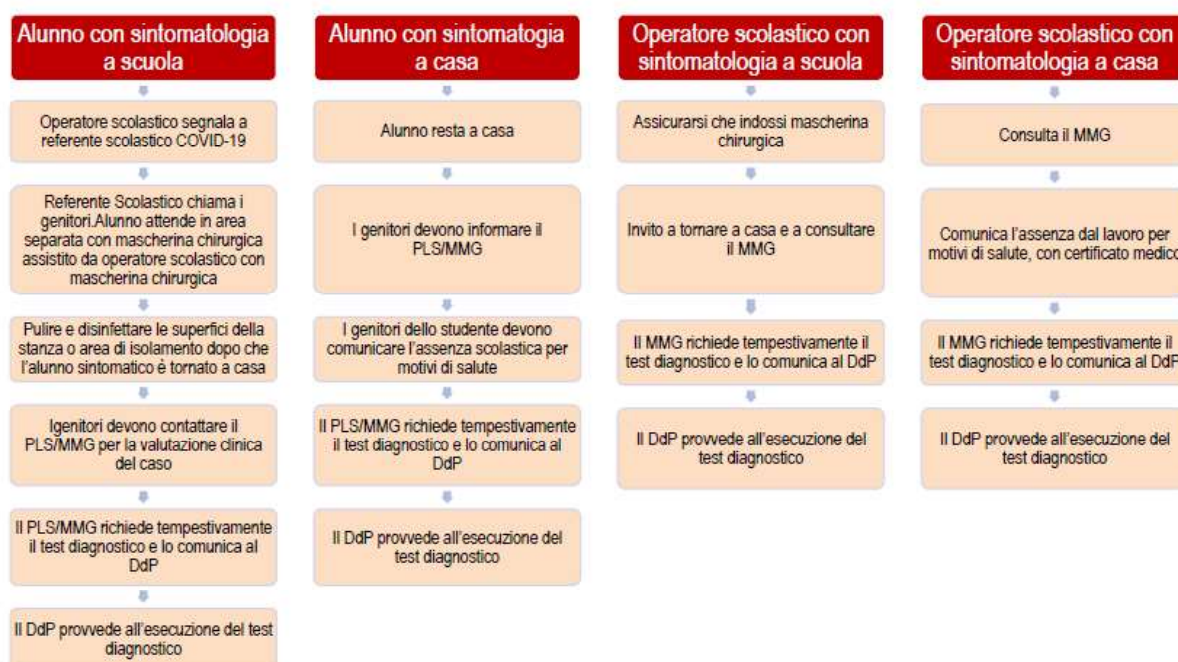 Alunno con sintomatologia
a scuola
Operatore scolastico segnala a
referente scolastico COVID-19
Referente Scolastico chiama i
genitori.Alunno attende in area
separata con mascherina chirurgica
assistito da operatore scolastico con
mascherina chirurgica
Pulire e disinfettare le superfici della
stanza o area di isolamento dopo che
l'alunno sintomatico è tornato a casa
Igenitori devono contattare il
PLS/MMG per la valutazione clinica
del caso
Il PLS/MMG richiede tempestivamente
il test diagnostico e lo comunica al
DdP
Il DdP provvede all'esecuzione del test
diagnostico
Alunno con sintomatogia
a casa
Alunno resta a casa
I genitori devono informare il
PLS/MMG
I genitori dello studente devono
comunicare l'assenza scolastica per
motivi di salute
Il PLS/MMG richiede tempestivamente
il test diagnostico e lo comunica al
DdP
Il DdP provvede all'esecuzione del
test diagnostico
Operatore scolastico con
sintomatologia a scuola
Assicurarsi che indossi mascherina
chirurgica
Invito a tornare a casa e a consultare
il MMG
Il MMG richiede tempestivamente il
test diagnostico e lo comunica al DdP
Il DdP provvede all'esecuzione del
test diagnostico
Operatore scolastico con
sintomatologia a casa
Consulta il MMG
Comunica l'assenza dal lavoro per
motivi di salute, con certificato medico
Il MMG richiede tempestivamente il
test diagnostico e lo comunica al DdP
Il DdP provvede all'esecuzione del
test diagnostico